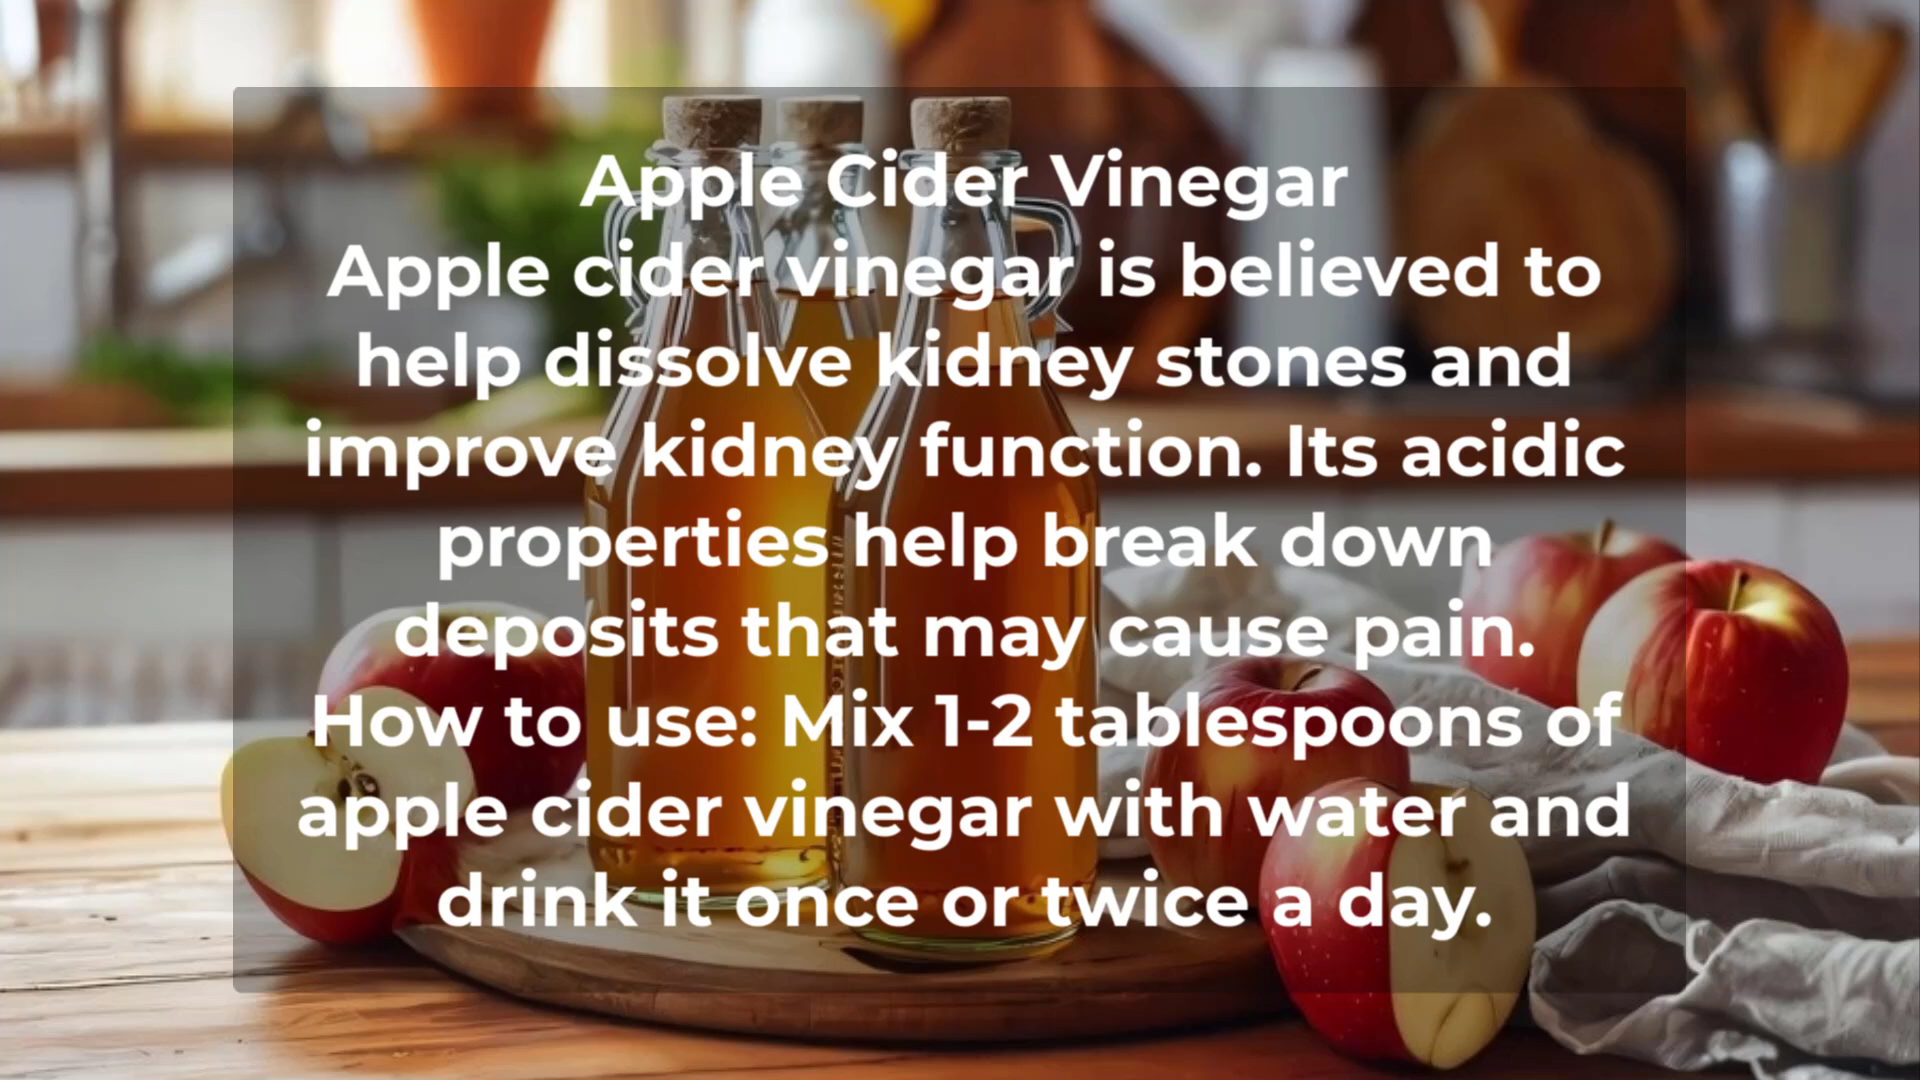 Apple Cider Vinegar
Apple cider vinegar is believed to
help dissolve kidney stones and
improve kidney function. Its acidic
properties help break down
deposits that may cause pain.
How to use: Mix 1-2 tablespoons of
apple cider vinegar with water and
drink it once or twice a day.